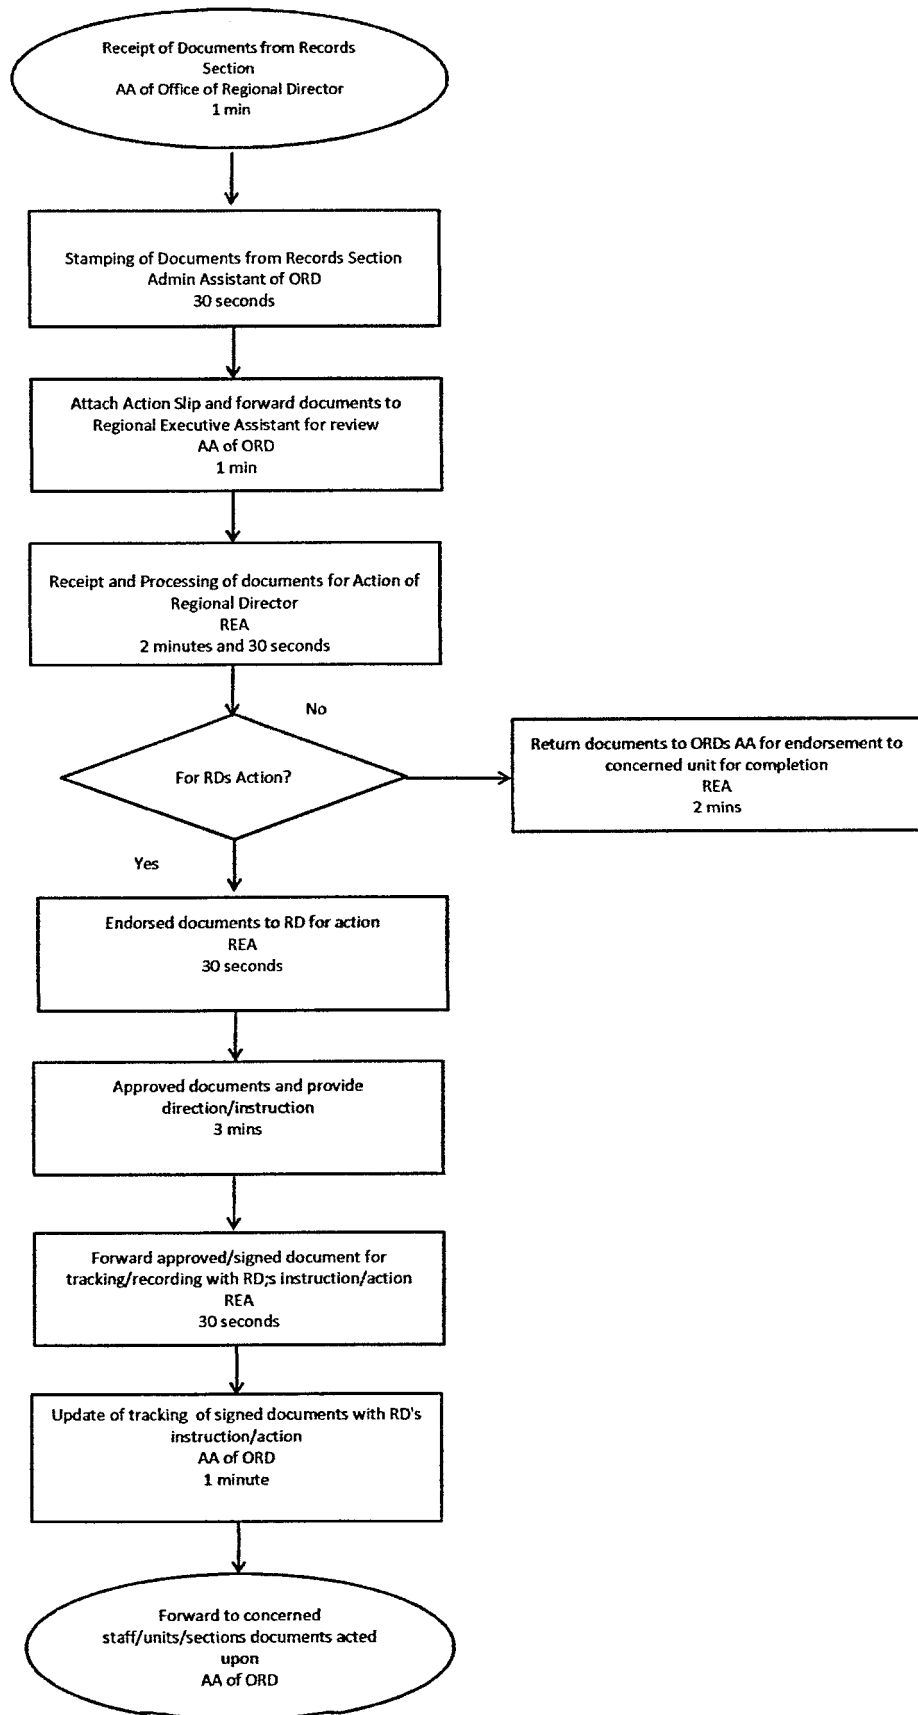 Receipt of Documents from Records
Section
AA of Office of Regional Director
1 min
Stamping of Documents from Records Section
Admin Assistant of ORD
30 seconds
Attach Action Slip and forward documents to
Regional Executive Assistant for review
AA of ORD
1 min
Receipt and Processing of documents for Action of
Regional Director
REA
2 minutes and 30 seconds
No
For RDs Action?
Return documents to ORDs AA for endorsement to
concerned unit for completion
REA
2 mins
Yes
Endorsed documents to RD for action
REA
30 seconds
Approved documents and provide
direction/instruction
3 mins
Forward approved/signed document for
tracking/recording with RD;s instruction/action
REA
30 seconds
Update of tracking of signed documents with RD's
instruction/action
AA of ORD
1 minute
Forward to concerned
staff/units/sections documents acted
upon
AA of ORD